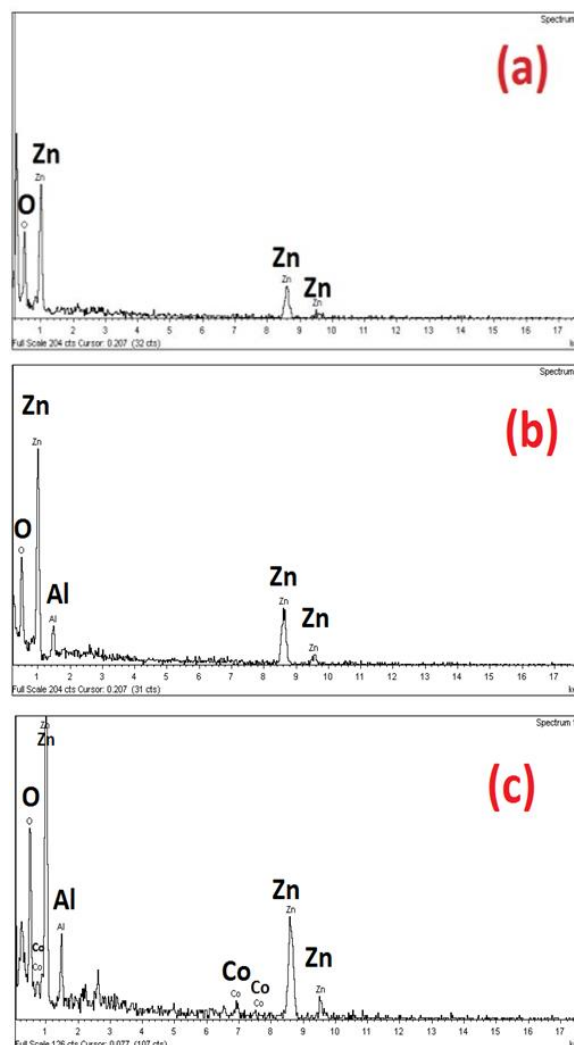 Spectrum
(a)
Zn
Zn
O
O
Zn
Zn
Zn
Zn
1 2 3 4 5 6 7 8 9 10 11 12 13 14 15 16 17
Full Scale 204 cts Cursor: 0.207 (32 cts)
Spectrum
(b)
Zn
Zn
O
O
Al
Al
Zn
Zn
Zn
Zn
1 2 3 4 5 6 7 8 9 10 11 12 13 14 15 16 17
Full Scale 204 cts Cursor: 0.207 (31 cts)
Spectrum
(c)
Zn
Zn
O
O
Al
Al
Co
Co
Zn
Zn
Zn
Zn
Co
Co
Co
Co
1 2 3 4 5 6 7 8 9 10 11 12 13 14 15 16 17
Full Scale 126 cts Cursor: 0.077 (107 cts)